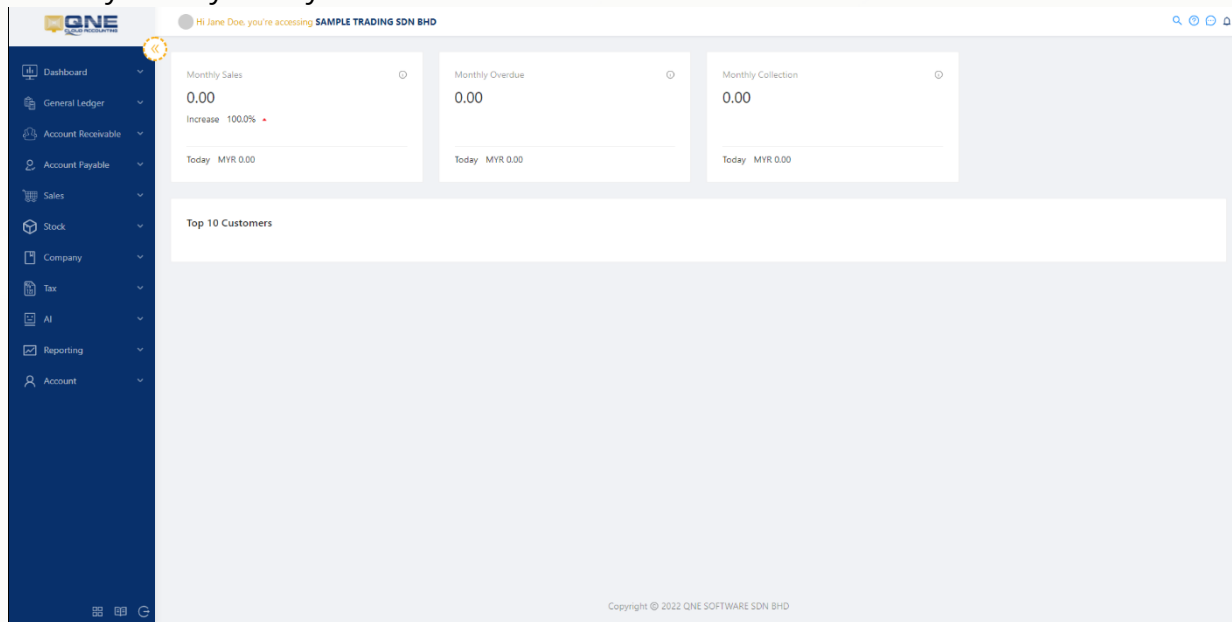 QNE
CLOUD ACCOUNTING
Hi Jane Doe, you're accessing SAMPLE TRADING SDN BHD
Dashboard
General Ledger
Account Receivable
Account Payable
Sales
Stock
Company
Tax
AI
Reporting
Account
Monthly Sales
0.00
Increase 100.0%
Today MYR 0.00
Monthly Overdue
0.00
Today MYR 0.00
Monthly Collection
0.00
Today MYR 0.00
Top 10 Customers
Copyright © 2022 QNE SOFTWARE SDN BHD